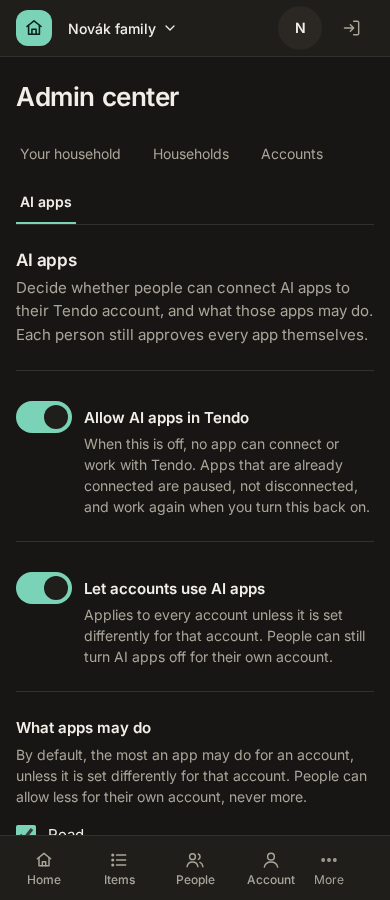 Novák family
N
Admin center
Your household
Households
Accounts
AI apps
AI apps
Decide whether people can connect AI apps to
their Tendo account, and what those apps may do.
Each person still approves every app themselves.
Allow AI apps in Tendo
When this is off, no app can connect or
work with Tendo. Apps that are already
connected are paused, not disconnected,
and work again when you turn this back on.
Let accounts use AI apps
Applies to every account unless it is set
differently for that account. People can still
turn AI apps off for their own account.
What apps may do
By default, the most an app may do for an account,
unless it is set differently for that account. People can
allow less for their own account, never more.
Read
Home
Items
People
Account
More